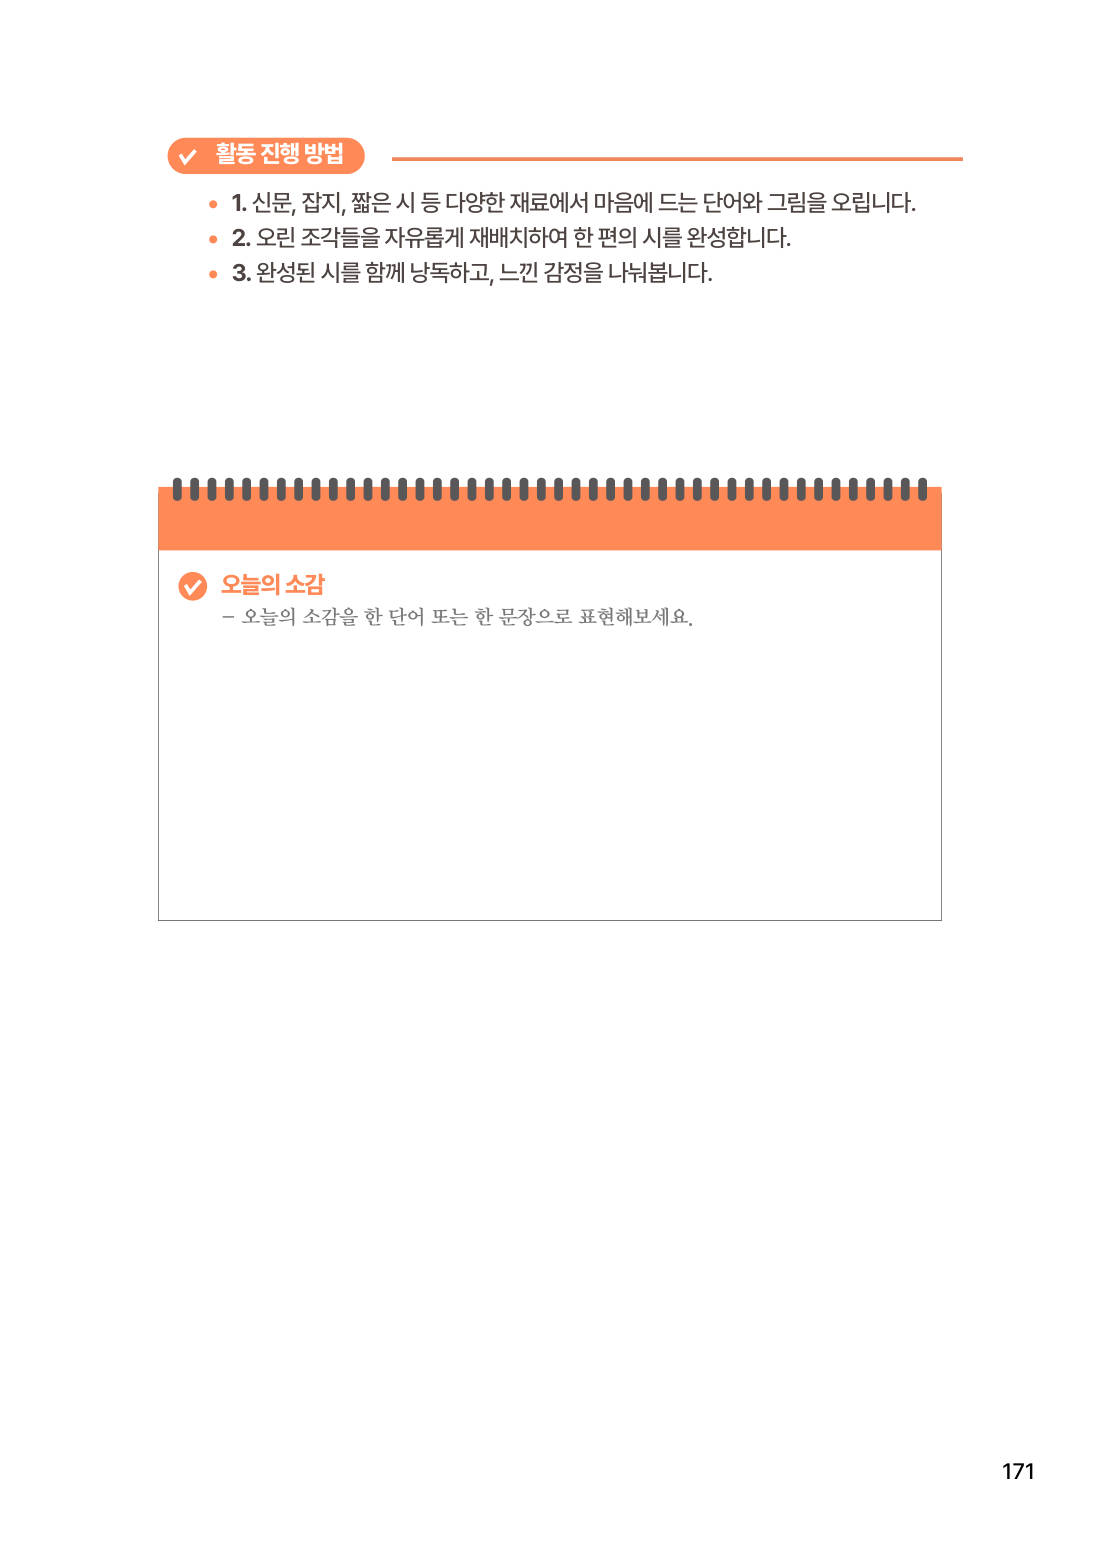 활동 진행 방법
• 1. 신문, 잡지, 짧은 시 등 다양한 재료에서 마음에 드는 단어와 그림을 오립니다.
• 2. 오린 조각들을 자유롭게 재배치하여 한 편의 시를 완성합니다.
• 3. 완성된 시를 함께 낭독하고, 느낀 감정을 나눠봅니다.
오늘의 소감
– 오늘의 소감을 한 단어 또는 한 문장으로 표현해보세요.
171